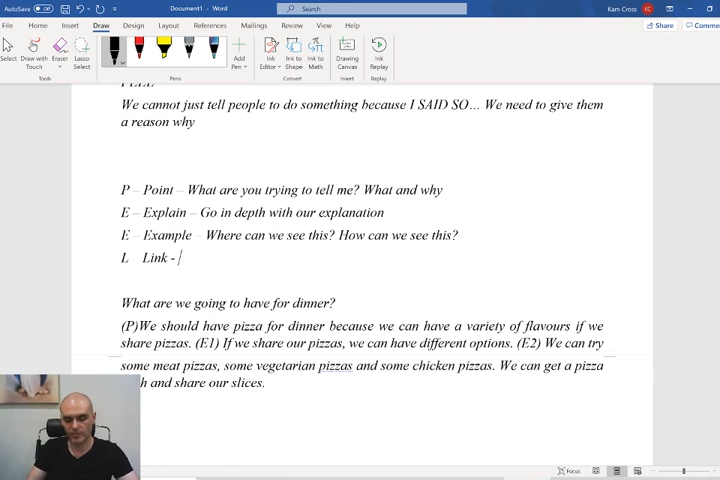 AutoSave Off Document1 - Word Search Kam Cross KC
File Home Insert Draw Design Layout References Mailings Review View Help Share
Select Draw with Touch Eraser Lasso Select Add Pen Ink Editor Ink to Shape Ink to Math Drawing Canvas Ink Replay
Tools Pens Convert Insert Replay
We cannot just tell people to do something because I SAID SO... We need to give them
a reason why
P – Point – What are you trying to tell me? What and why
E – Explain – Go in depth with our explanation
E – Example – Where can we see this? How can we see this?
L – Link -
What are we going to have for dinner?
(P)We should have pizza for dinner because we can have a variety of flavours if we
share pizzas. (E1) If we share our pizzas, we can have different options. (E2) We can try
some meat pizzas, some vegetarian pizzas and some chicken pizzas. We can get a pizza
and share our slices.
Focus